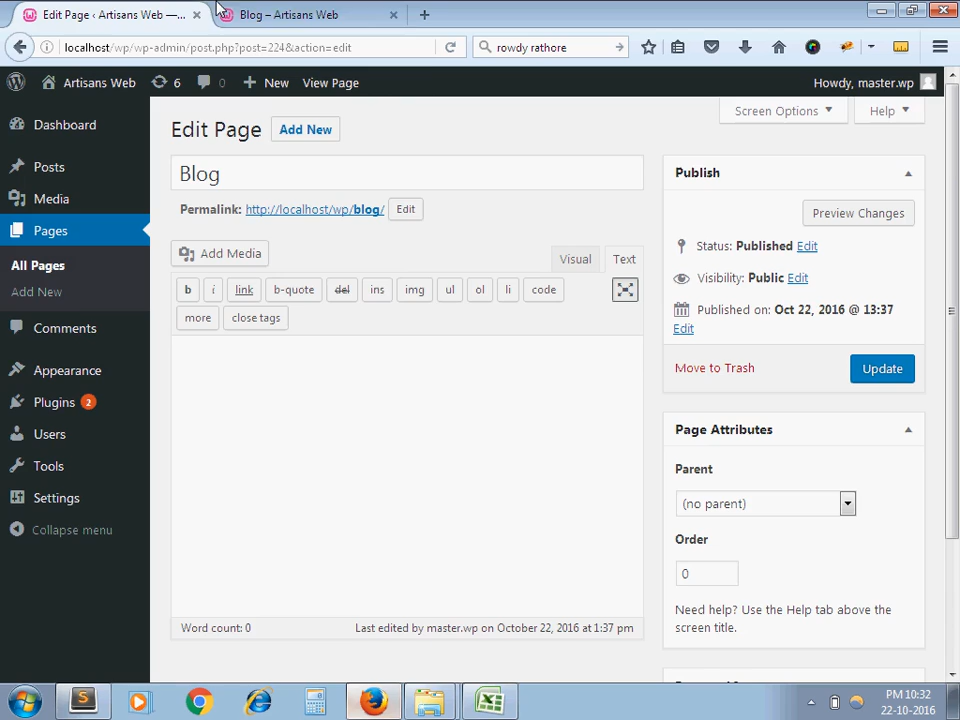 Edit Page ‹ Artisans Web —...
Blog – Artisans Web
localhost/wp/wp-admin/post.php?post=224&action=edit
rowdy rathore
Artisans Web
6
0
New
View Page
Howdy, master.wp
Dashboard
Posts
Media
Pages
All Pages
Add New
Comments
Appearance
Plugins 2
Users
Tools
Settings
Collapse menu
Screen Options
Help
Edit Page
Add New
Blog
Permalink: http://localhost/wp/blog/ Edit
Add Media
Visual
Text
b
i
link
b-quote
del
ins
img
ul
ol
li
code
more
close tags
Word count: 0
Last edited by master.wp on October 22, 2016 at 1:37 pm
Publish
Preview Changes
Status: Published Edit
Visibility: Public Edit
Published on: Oct 22, 2016 @ 13:37
Edit
Move to Trash
Update
Page Attributes
Parent
(no parent)
Order
0
Need help? Use the Help tab above the
screen title.
PM 10:32
22-10-2016